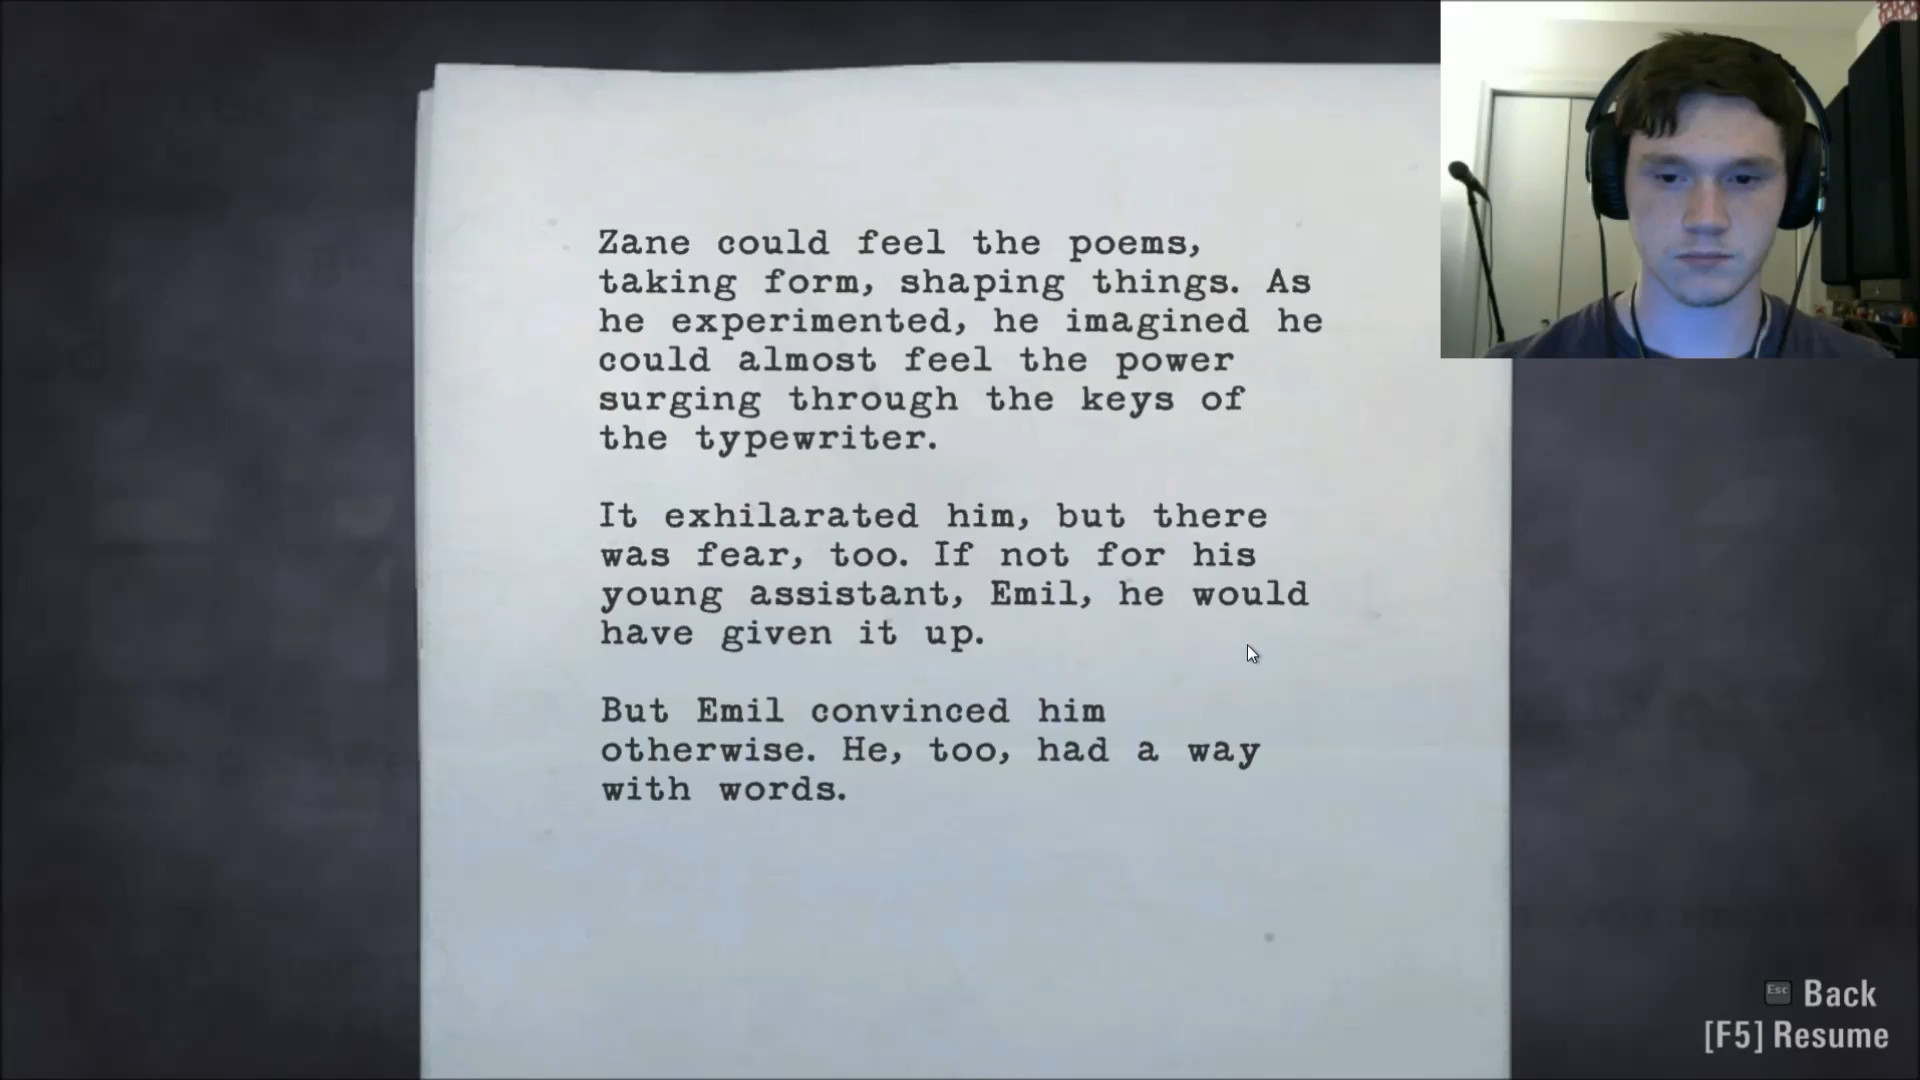 Zane could feel the poems,
taking form, shaping things. As
he experimented, he imagined he
could almost feel the power
surging through the keys of
the typewriter.
It exhilarated him, but there
was fear, too. If not for his
young assistant, Emil, he would
have given it up.
But Emil convinced him
otherwise. He, too, had a way
with words.
Esc Back
[F5] Resume